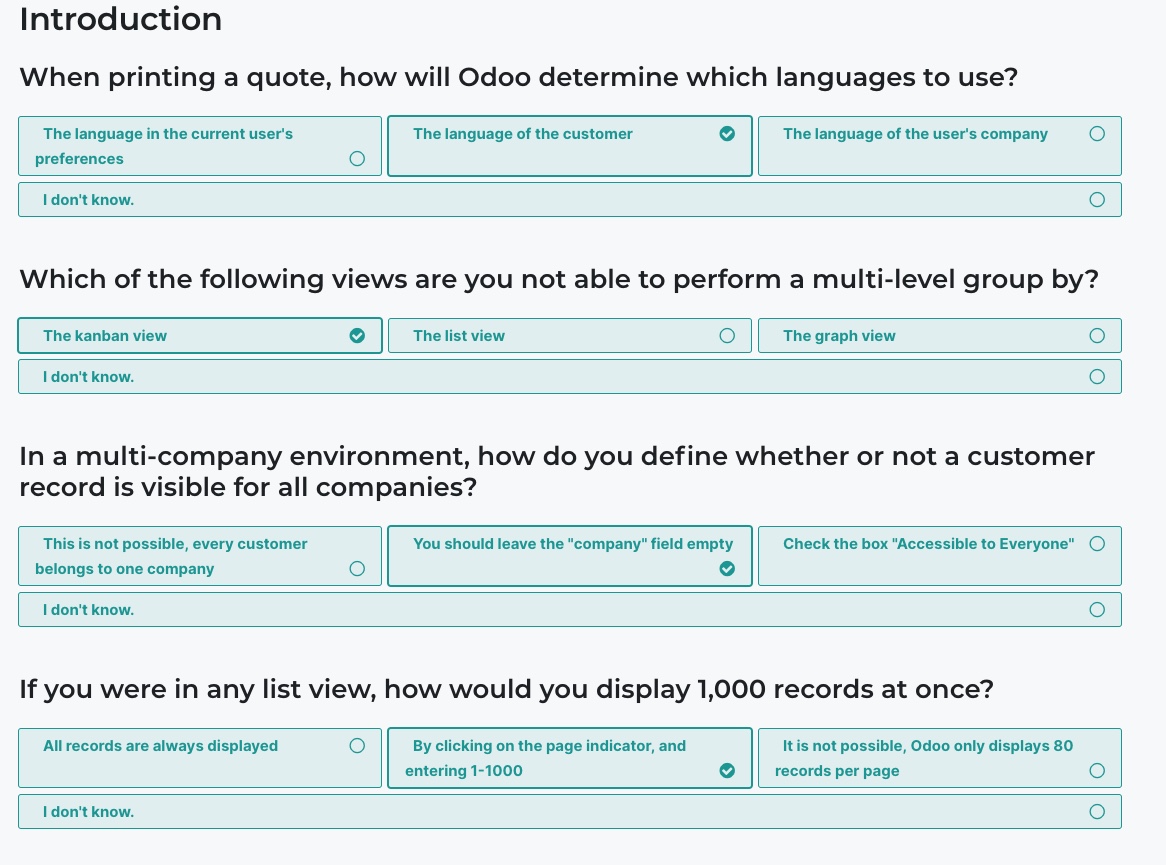 Introduction
When printing a quote, how will Odoo determine which languages to use?
The language in the current user's
preferences
The language of the customer
The language of the user's company
I don't know.
Which of the following views are you not able to perform a multi-level group by?
The kanban view
The list view
The graph view
I don't know.
In a multi-company environment, how do you define whether or not a customer
record is visible for all companies?
This is not possible, every customer
belongs to one company
You should leave the "company" field empty
Check the box "Accessible to Everyone"
I don't know.
If you were in any list view, how would you display 1,000 records at once?
All records are always displayed
By clicking on the page indicator, and
entering 1-1000
It is not possible, Odoo only displays 80
records per page
I don't know.